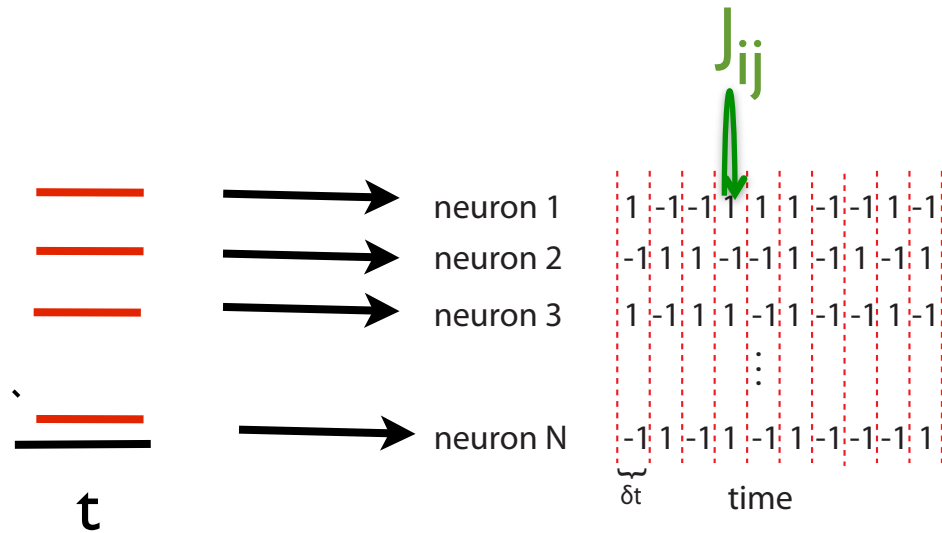 J_ij
neuron 1 1 -1 -1 1 1 1 -1 -1 1 -1
neuron 2 -1 1 1 -1 -1 1 -1 1 -1 1
neuron 3 1 -1 1 1 -1 1 -1 -1 1 -1
⋮
neuron N -1 1 -1 1 -1 1 -1 -1 -1 1
δt time
t